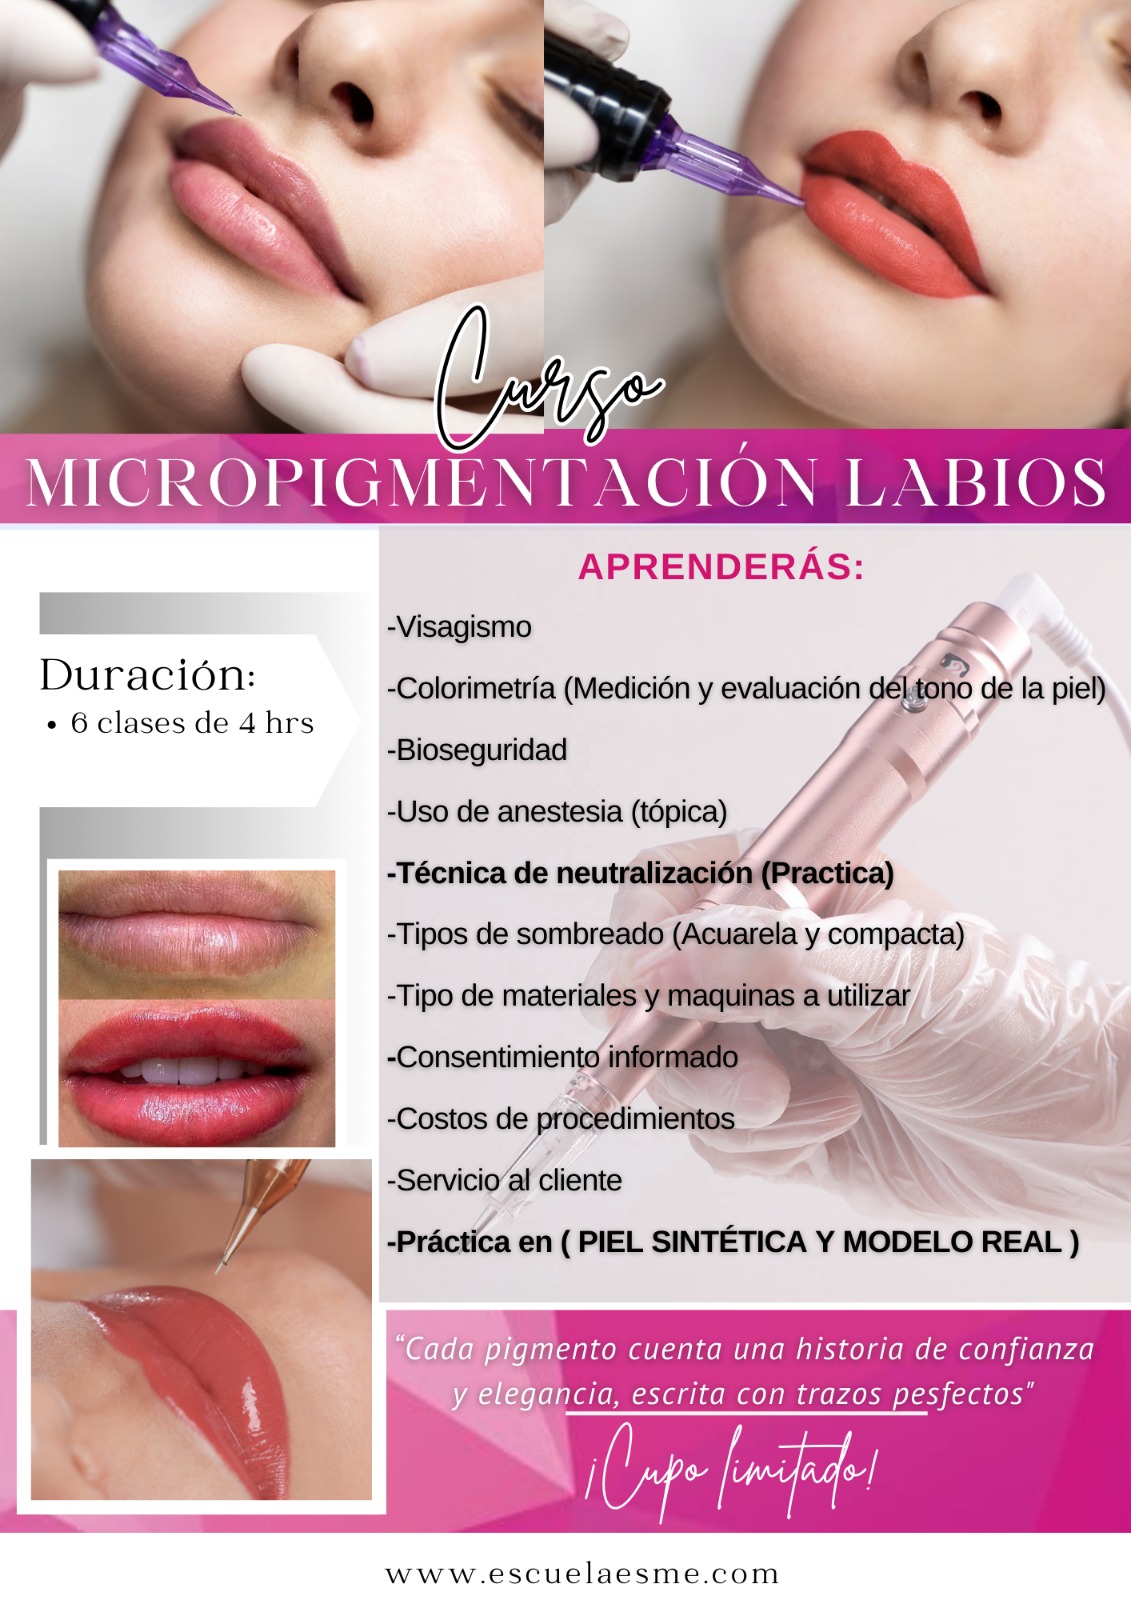 Curso
MICROPIGMENTACIÓN LABIOS
Duración:
• 6 clases de 4 hrs
APRENDERÁS:
-Visagismo
-Colorimetría (Medición y evaluación del tono de la piel)
-Bioseguridad
-Uso de anestesia (tópica)
-Técnica de neutralización (Practica)
-Tipos de sombreado (Acuarela y compacta)
-Tipo de materiales y maquinas a utilizar
-Consentimiento informado
-Costos de procedimientos
-Servicio al cliente
-Práctica en ( PIEL SINTÉTICA Y MODELO REAL )
“Cada pigmento cuenta una historia de confianza
y elegancia, escrita con trazos pesfectos"
¡Cupo limitado!
www.escuelaesme.com